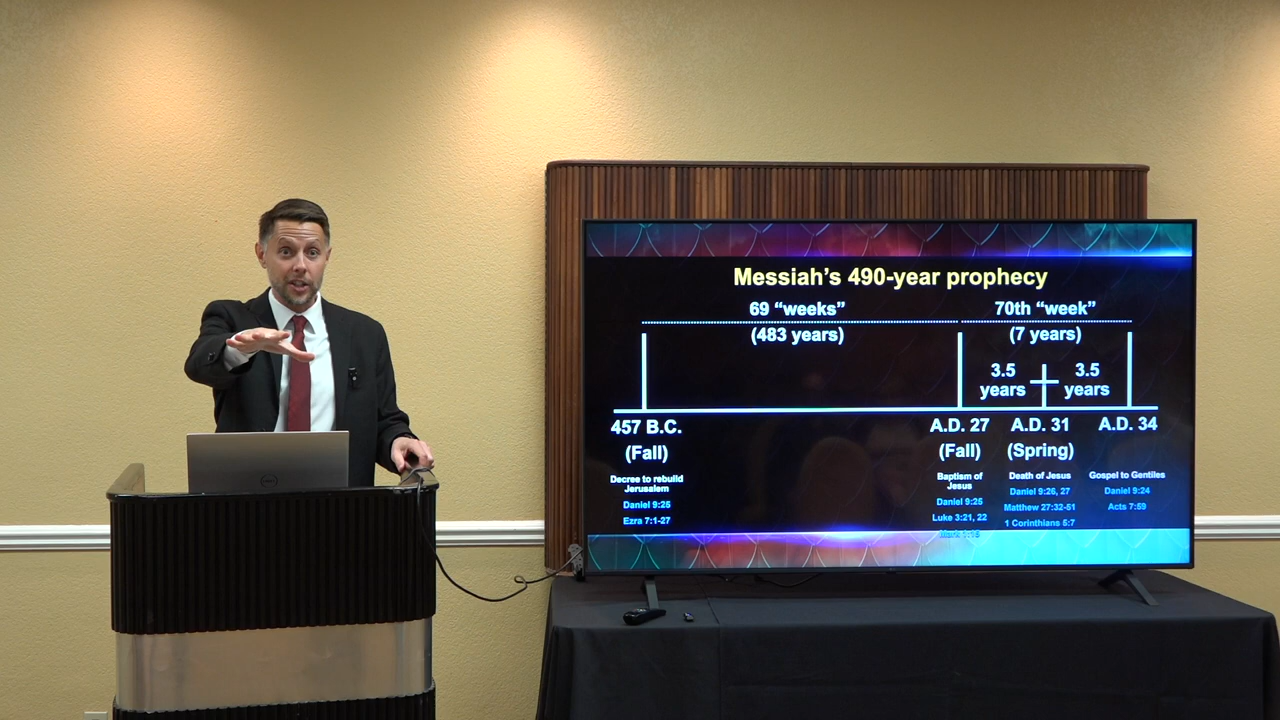 Messiah's 490-year prophecy
69 "weeks"
70th "week"
(483 years)
(7 years)
3.5
years
3.5
years
457 B.C.
(Fall)
A.D. 27
(Fall)
A.D. 31
(Spring)
A.D. 34
Decree to rebuild
Jerusalem
Daniel 9:25
Ezra 7:1-27
Baptism of
Jesus
Daniel 9:25
Luke 3:21, 22
Death of Jesus
Daniel 9:26, 27
Matthew 27:32-51
1 Corinthians 5:7
Gospel to Gentiles
Daniel 9:24
Acts 7:59
DELL